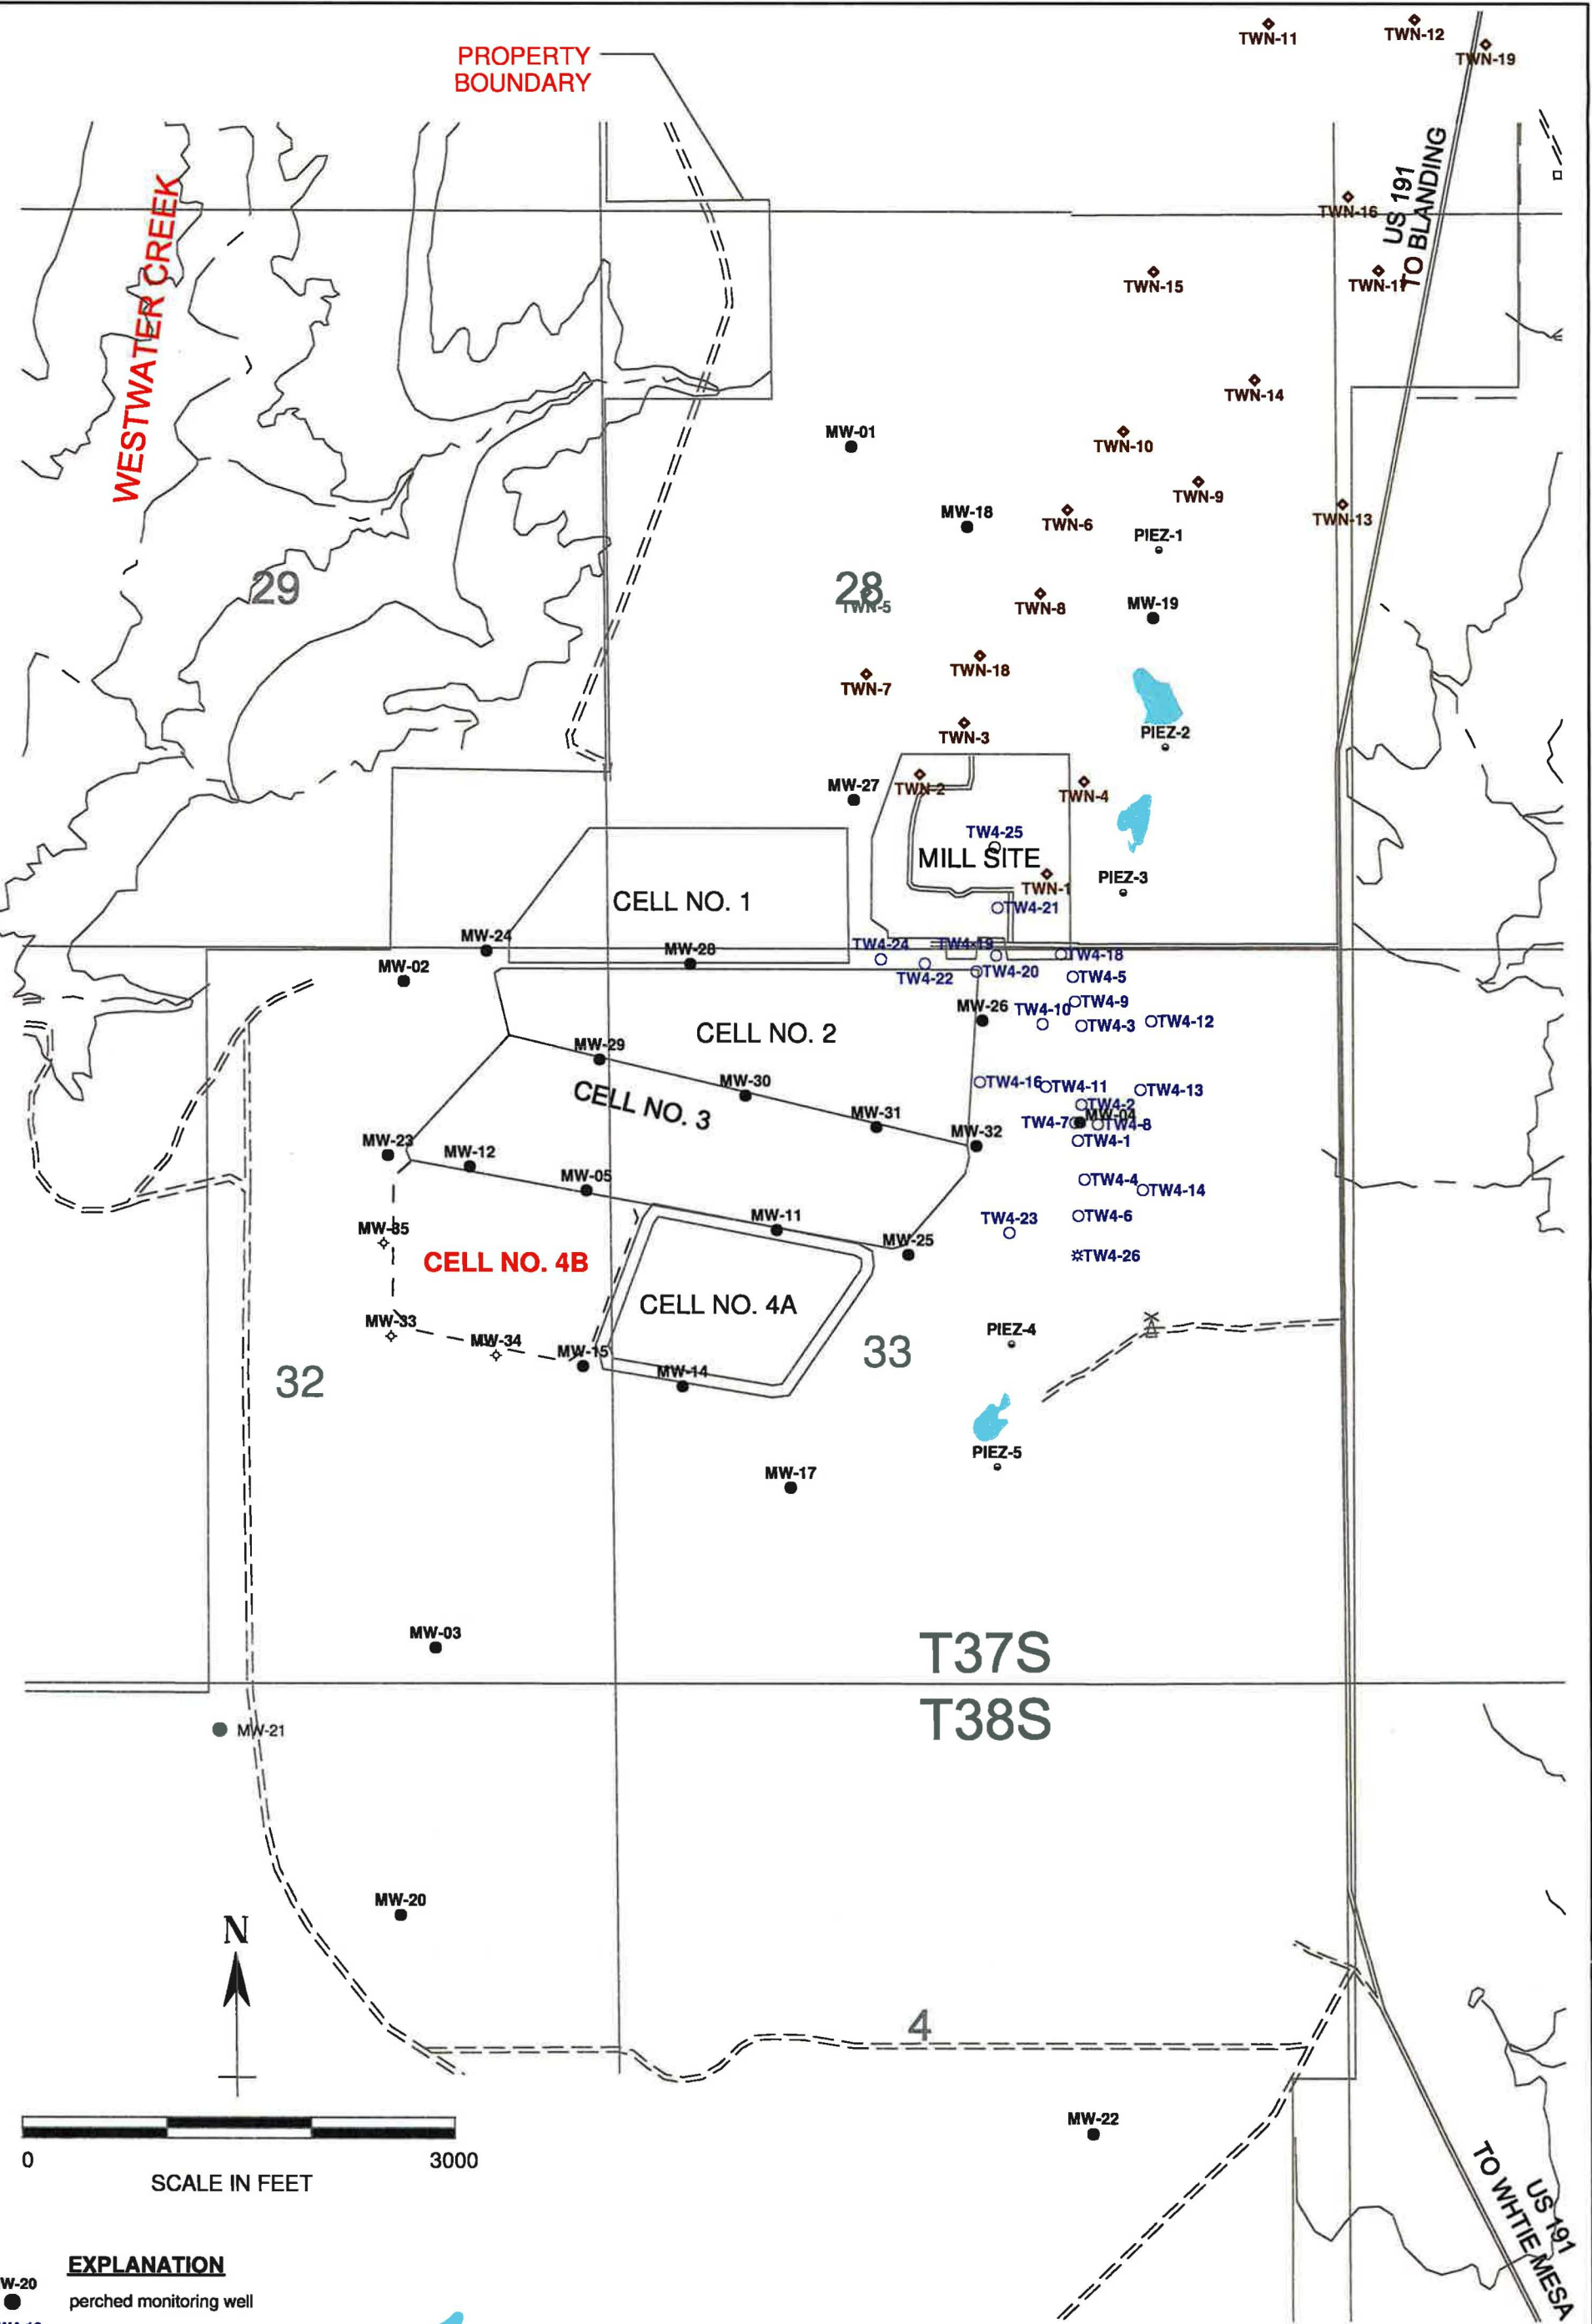 TWN-11
TWN-12
TWN-19
PROPERTY
BOUNDARY
US 191
TO BLANDING
WESTWATER CREEK
TWN-16
TWN-15
TWN-17
TWN-14
MW-01
TWN-10
TWN-9
MW-18
TWN-6
TWN-13
PIEZ-1
29
28
TWN-5
TWN-8
MW-19
TWN-18
TWN-7
TWN-3
PIEZ-2
MW-27
TWN-2
TWN-4
TW4-25
MILL SITE
TWN-1
PIEZ-3
CELL NO. 1
TW4-21
MW-24
MW-28
TW4-24
TW4-19
TW4-18
MW-02
TW4-22
TW4-20
TW4-5
MW-26
TW4-10
TW4-9
TW4-3
TW4-12
CELL NO. 2
MW-29
MW-30
CELL NO. 3
TW4-16
TW4-11
TW4-13
TW4-2
MW-31
MW-04
TW4-7
TW4-8
MW-32
TW4-1
MW-23
MW-12
MW-05
TW4-4
TW4-14
MW-11
TW4-23
TW4-6
MW-35
MW-25
CELL NO. 4B
TW4-26
CELL NO. 4A
MW-33
MW-34
PIEZ-4
MW-15
33
MW-14
32
PIEZ-5
MW-17
MW-03
T37S
T38S
MW-21
MW-20
N
4
MW-22
0
3000
SCALE IN FEET
US 191
TO WHTIE MESA
EXPLANATION
W-20
perched monitoring well